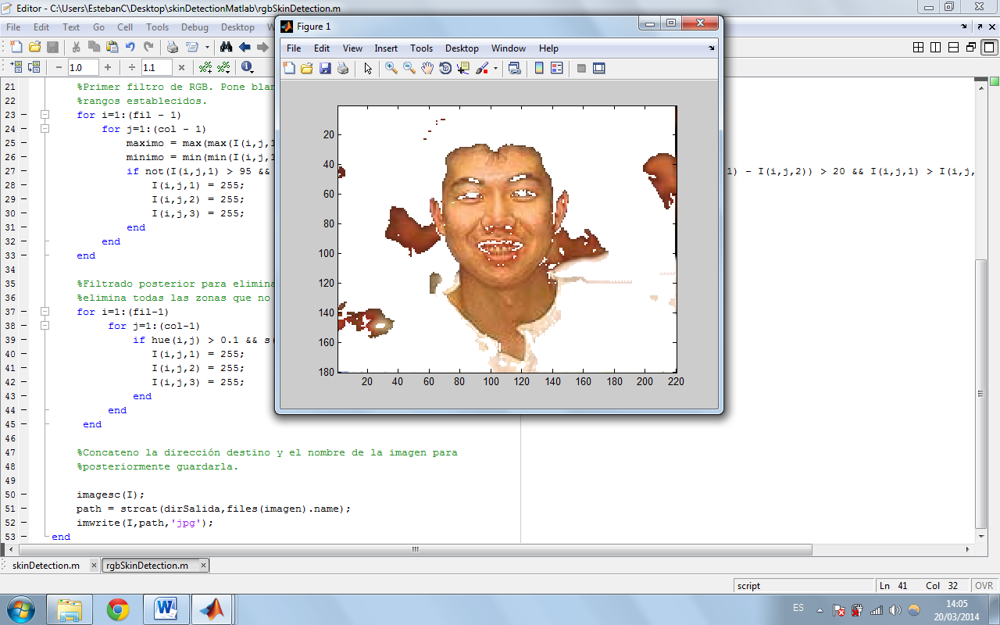 Editor - C:\Users\EstebanC\Desktop\skinDetectionMatlab\rgbSkinDetection.m
File Edit Text Go Cell Tools Debug Desktop
1.0 1.1
21 %Primer filtro de RGB. Pone
22 %rangos establecidos.
23 for i=1:(fil - 1)
24 for j=1:(col - 1)
25 maximo = max(max(I(i,j,1
26 minimo = min(min(I(i,j,1
27 if not(I(i,j,1) > 95 && 1) - I(i,j,2)) > 20 && I(i,j,1) > I(i,j,
28 I(i,j,1) = 255;
29 I(i,j,2) = 255;
30 I(i,j,3) = 255;
31 end
32 end
33 end
34
35 %Filtrado posterior para
36 %elimina todas las zonas que no
37 for i=1:(fil-1)
38 for j=1:(col-1)
39 if hue(i,j) > 0.1 && s(
40 I(i,j,1) = 255;
41 I(i,j,2) = 255;
42 I(i,j,3) = 255;
43 end
44 end
45 end
46
47 %Concateno la dirección destino y el nombre de la imagen para
48 %posteriormente guardarla.
49
50 imagesc(I);
51 path = strcat(dirSalida,files(imagen).name);
52 imwrite(I,path,'jpg');
53 end
Figure 1
File Edit View Insert Tools Desktop Window Help
20
40
60
80
100
120
140
160
180
20 40 60 80 100 120 140 160 180 200 220
skinDetection.m rgbSkinDetection.m
script Ln 41 Col 32 OVR
ES 14:05
20/03/2014